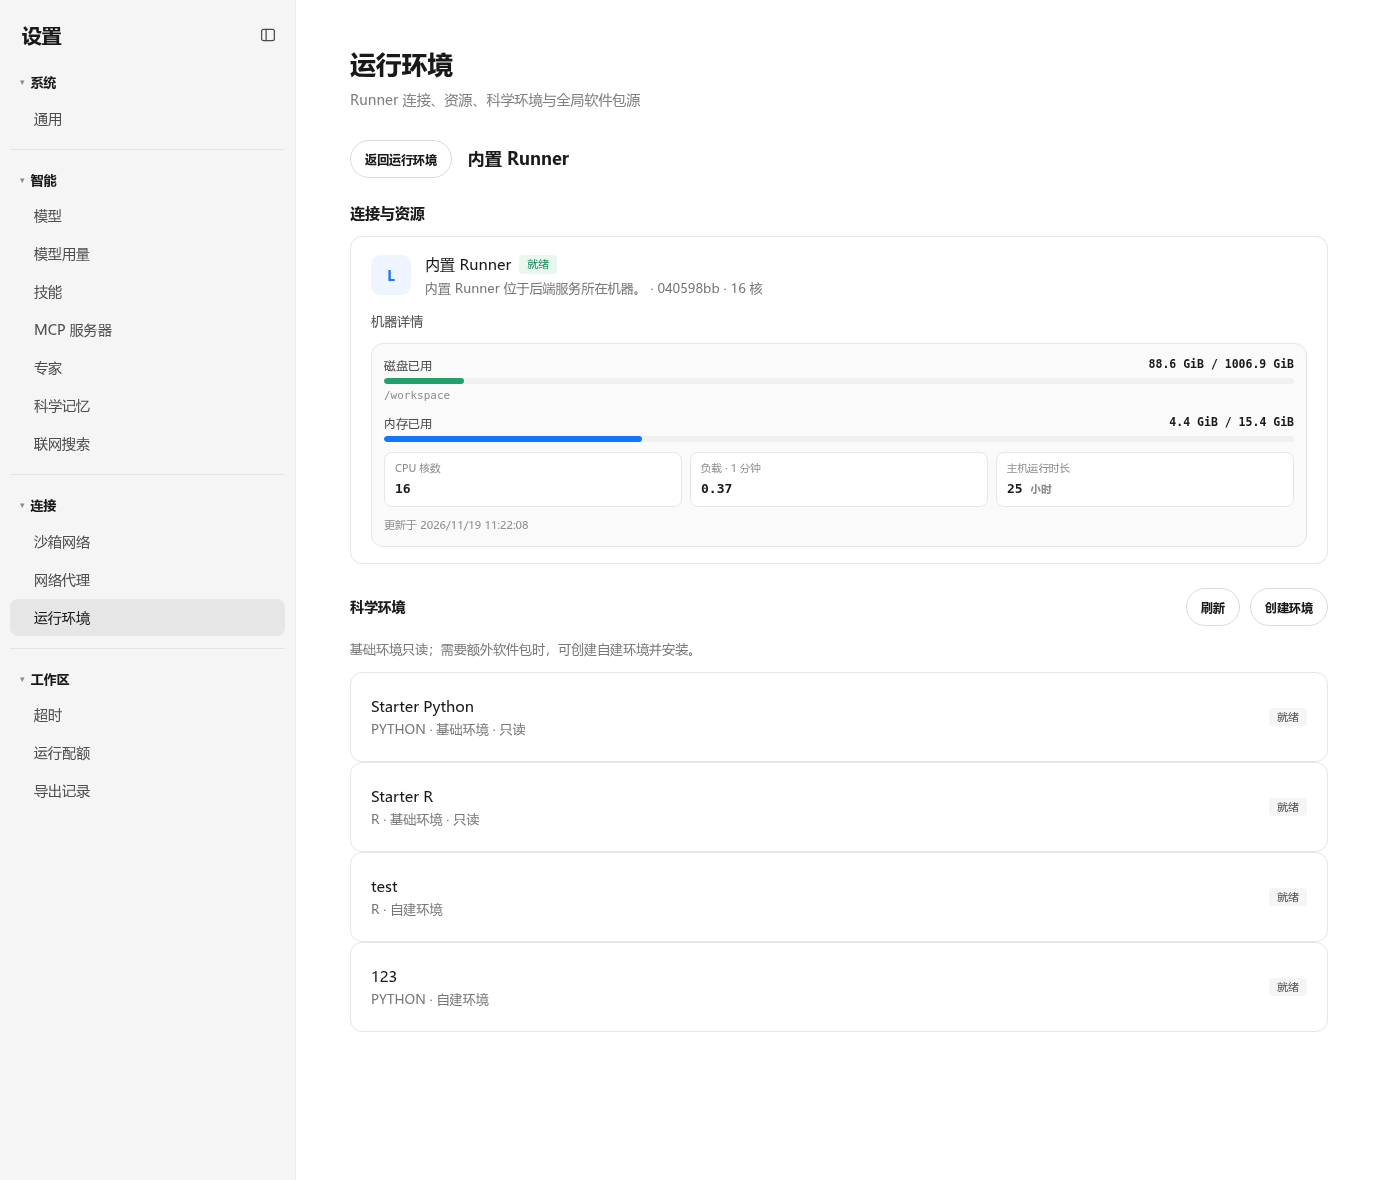 设置
系统
通用
智能
模型
模型用量
技能
MCP 服务器
专家
科学记忆
联网搜索
连接
沙箱网络
网络代理
运行环境
工作区
超时
运行配额
导出记录
运行环境
Runner 连接、资源、科学环境与全局软件包源
返回运行环境 内置 Runner
连接与资源
L
内置 Runner 就绪
内置 Runner 位于后端服务所在机器。 · 040598bb · 16 核
机器详情
磁盘已用 88.6 GiB / 1006.9 GiB
/workspace
内存已用 4.4 GiB / 15.4 GiB
CPU 核数
16
负载 · 1 分钟
0.37
主机运行时长
25 小时
更新于 2026/11/19 11:22:08
科学环境 刷新 创建环境
基础环境只读；需要额外软件包时，可创建自建环境并安装。
Starter Python
PYTHON · 基础环境 · 只读
就绪
Starter R
R · 基础环境 · 只读
就绪
test
R · 自建环境
就绪
123
PYTHON · 自建环境
就绪